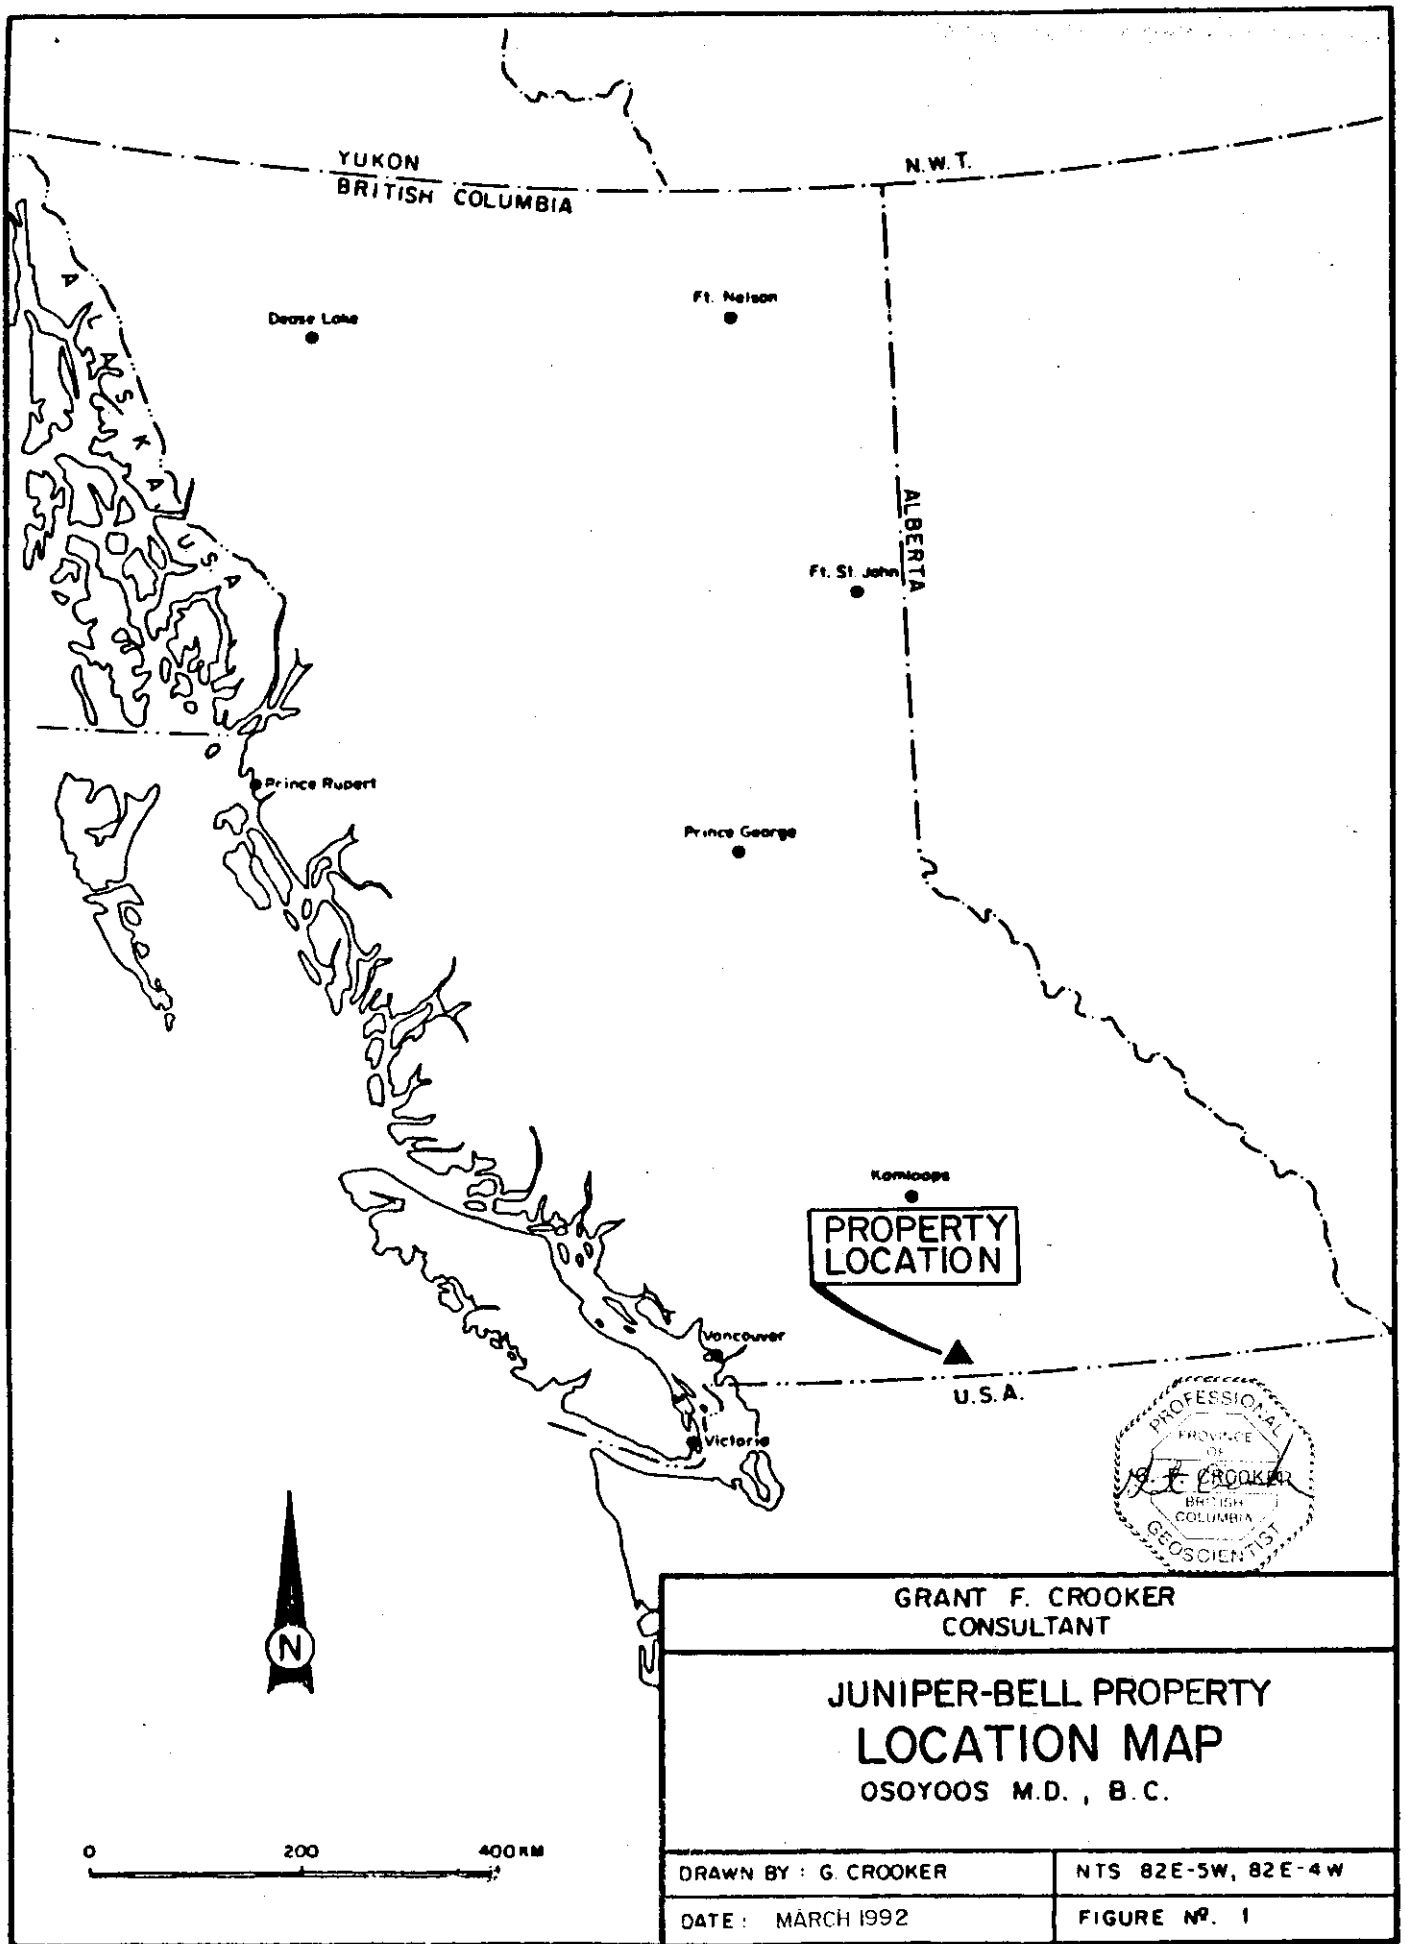 YUKON
BRITISH COLUMBIA
N.W.T.
ALASKA, U.S.A
Dease Lake
Ft. Nelson
ALBERTA
Ft. St. John
Prince Rupert
Prince George
Kamloops
PROPERTY
LOCATION
Vancouver
U.S.A.
Victoria
PROFESSIONAL
PROVINCE
OF
G. F. CROOKER
BRITISH
COLUMBIA
GEOSCIENTIST
N
GRANT F. CROOKER
CONSULTANT
JUNIPER-BELL PROPERTY
LOCATION MAP
OSOYOOS M.D., B.C.
0 200 400 KM
DRAWN BY : G. CROOKER
NTS 82E-5W, 82E-4W
DATE : MARCH 1992
FIGURE Nº. 1